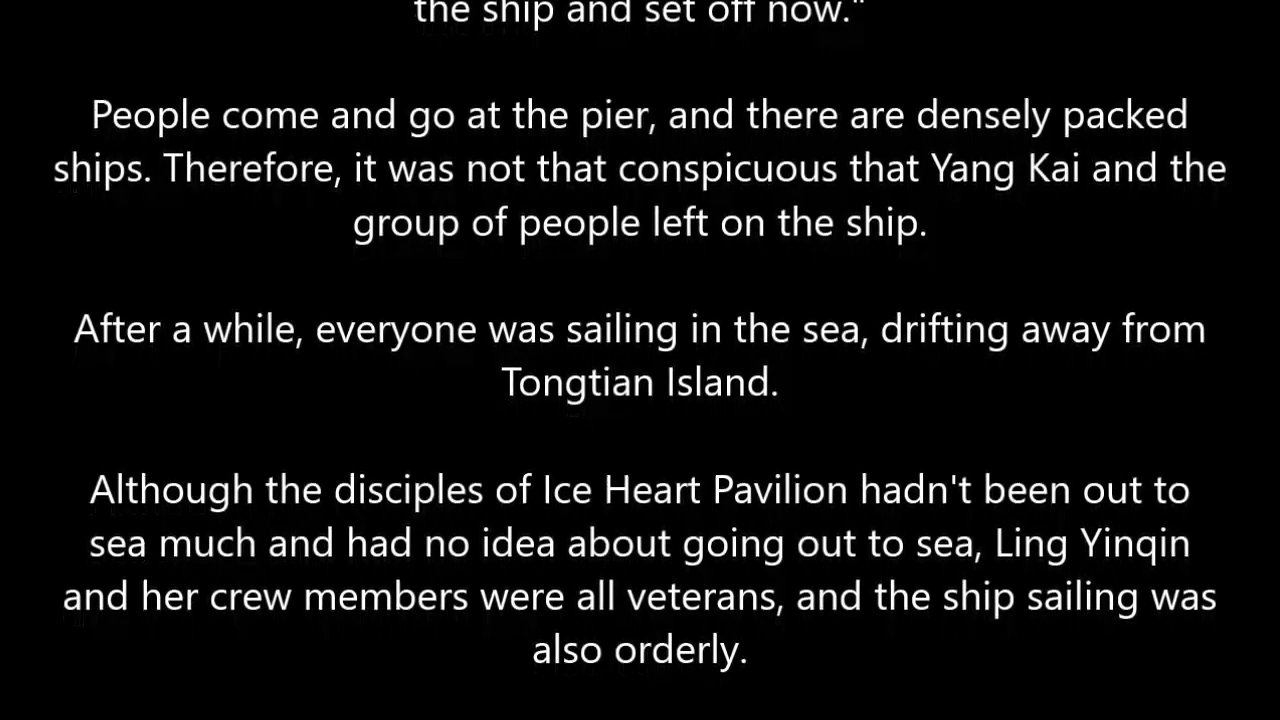 the ship and set off now."
People come and go at the pier, and there are densely packed
ships. Therefore, it was not that conspicuous that Yang Kai and the
group of people left on the ship.
After a while, everyone was sailing in the sea, drifting away from
Tongtian Island.
Although the disciples of Ice Heart Pavilion hadn't been out to
sea much and had no idea about going out to sea, Ling Yinqin
and her crew members were all veterans, and the ship sailing was
also orderly.